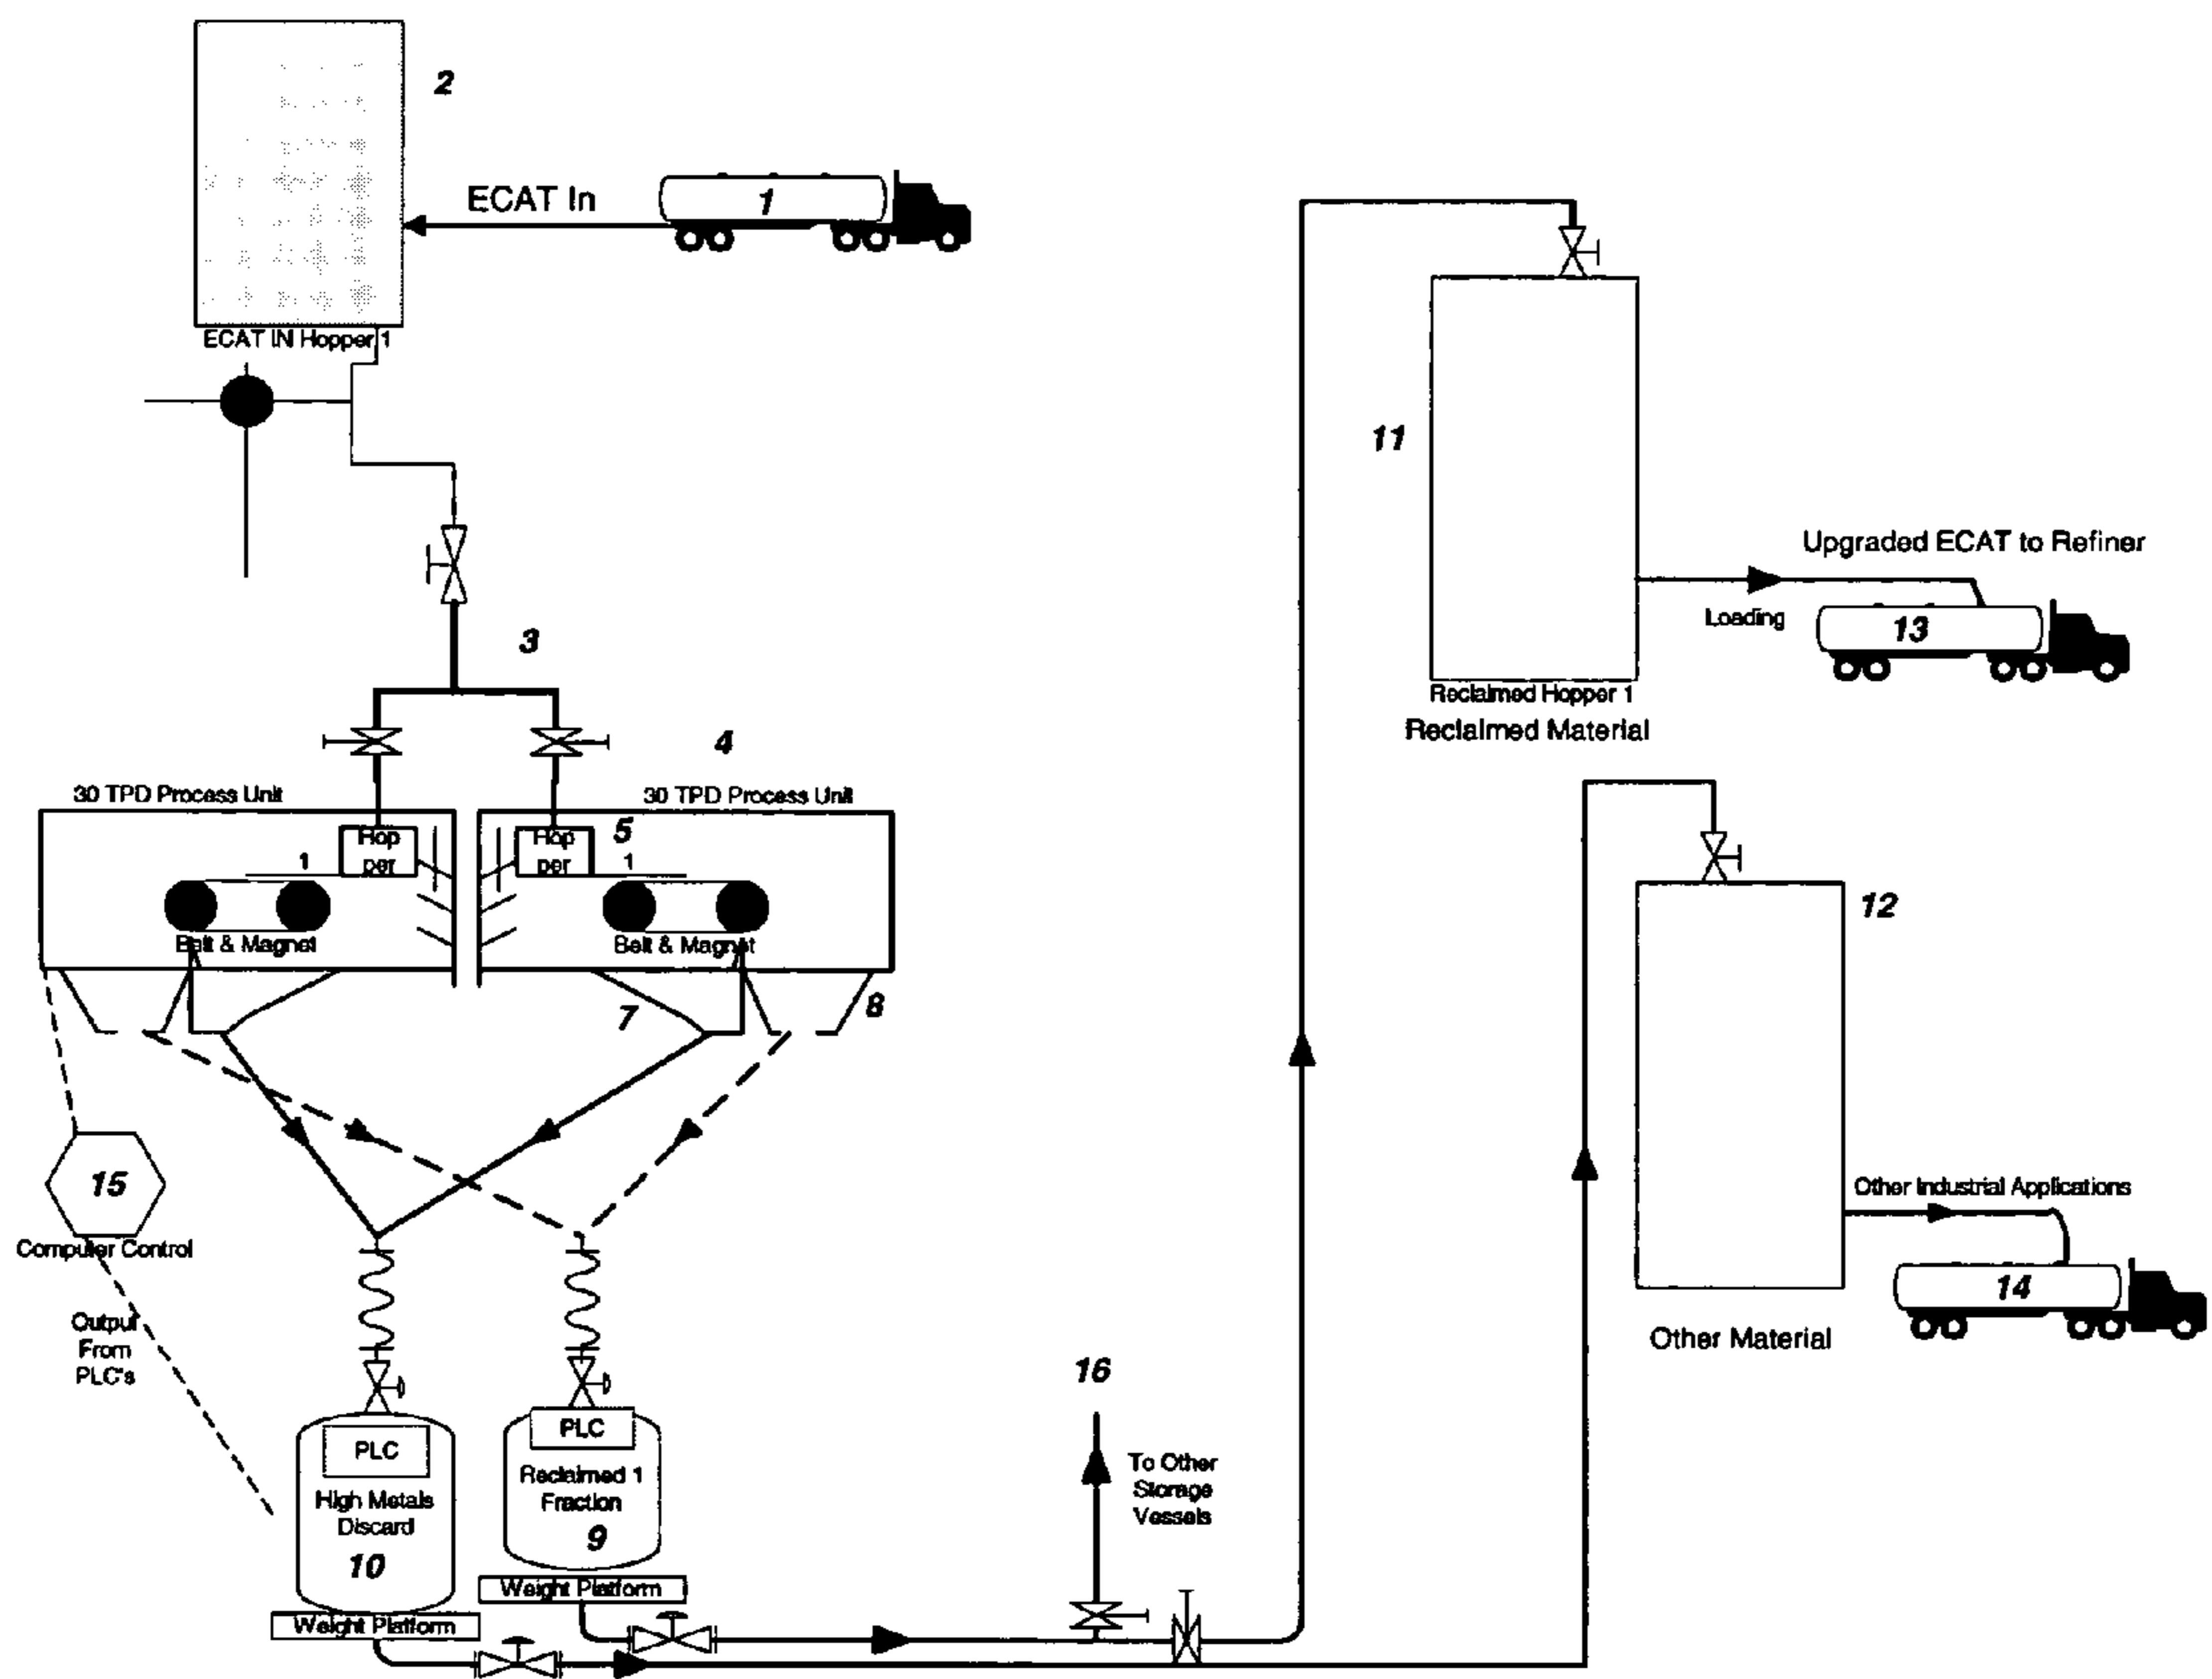 2
ECAT In
1
ECAT IN Hopper 1
11
Upgraded ECAT to Refiner
Loading
13
Reclaimed Hopper 1
Reclaimed Material
3
4
30 TPD Process Unit
30 TPD Process Unit
Hop
per
1
Hop
per
5
1
Belt & Magnet
Belt & Magnet
7
8
12
15
Computer Control
Output
From
PLC's
PLC
High Metals
Discard
10
Weight Platform
PLC
Reclaimed 1
Fraction
9
Weight Platform
16
To Other
Storage
Vessels
Other Industrial Applications
14
Other Material